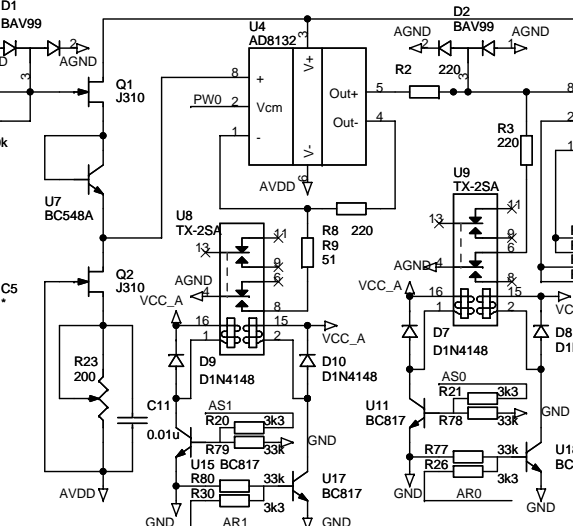 D1
BAV99
2
AGND
D
3
Q1
J310
k
U7
BC548A
U4
AD8132
3
8
+
V+
PW0
2
Vcm
Out+
5
1
-
Out-
4
V-
6
AVDD
D2
BAV99
AGND
2
1
AGND
3
R2
220
8
2
1
R3
220
U9
TX-2SA
11
13
9
6
AGND
4
8
VCC_A
16
15
1
2
VC
U8
TX-2SA
11
13
9
6
AGND
4
8
VCC_A
16
15
1
2
VCC_A
R8
220
R9
51
Q2
J310
C5
*
R23
200
C11
0.01u
AVDD
D9
D1N4148
D10
D1N4148
D7
D1N4148
D8
AS1
R20
3k3
R79
33k
GND
U15
BC817
R80
33k
R30
3k3
U17
BC817
GND
AR1
GND
AS0
R21
3k3
R78
33k
GND
U11
BC817
R77
33k
R26
3k3
GND
AR0
GND
BC